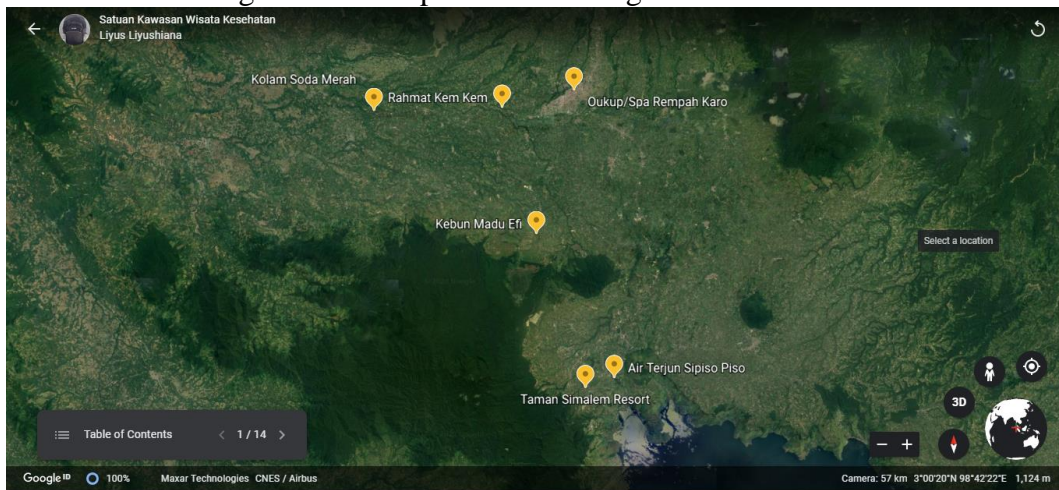 Satuan Kawasan Wisata Kesehatan
Liyus Liyushiana
Kolam Soda Merah
Rahmat Kem Kem
Oukup/Spa Rempah Karo
Kebun Madu Efi
Select a location
Air Terjun Sipiso Piso
Taman Simalem Resort
3D
Table of Contents
1 / 14
Google ID 100% Maxar Technologies CNES / Airbus
Camera: 57 km 3°00'20"N 98°42'22"E 1,124 m